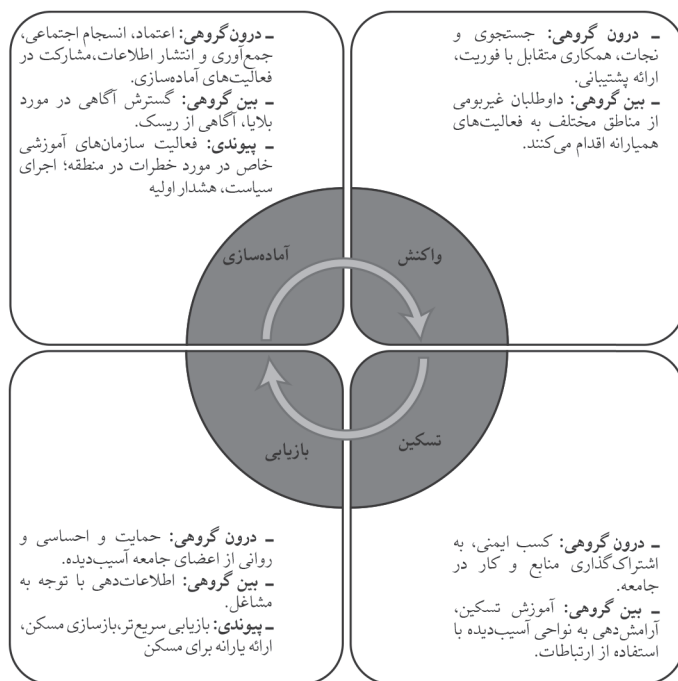 ـ درون گروهی: جستجوی و
نجات، همکاری متقابل با فوریت،
ارائه پشتیبانی.
ـ بین گروهی: داوطلبان غیربومی
از مناطق مختلف به فعالیت‌های
همیارانه اقدام می‌کنند.
ـ درون‌گروهی: اعتماد، انسجام اجتماعی،
جمع‌آوری و انتشار اطلاعات،مشارکت در
فعالیت‌های آماده‌سازی.
ـ بین گروهی: گسترش آگاهی در مورد
بلایا، آگاهی از ریسک.
ـ پیوندی: فعالیت سازمان‌های آموزشی
خاص در مورد خطرات در منطقه؛ اجرای
سیاست، هشدار اولیه
واکنش
آماده‌سازی
تسکین
بازیابی
ـ درون گروهی: کسب ایمنی، به
اشتراک‌گذاری منابع و کار در
جامعه.
ـ بین گروهی: آموزش تسکین،
آرامش‌دهی به نواحی آسیب‌دیده با
استفاده از ارتباطات.
ـ درون گروهی: حمایت و احساسی و
روانی از اعضای جامعه آسیب‌دیده.
ـ بین گروهی: اطلاعات‌دهی با توجه به
مشاغل.
ـ پیوندی: بازیابی سریع‌تر،بازسازی مسکن،
ارائه یارانه برای مسکن